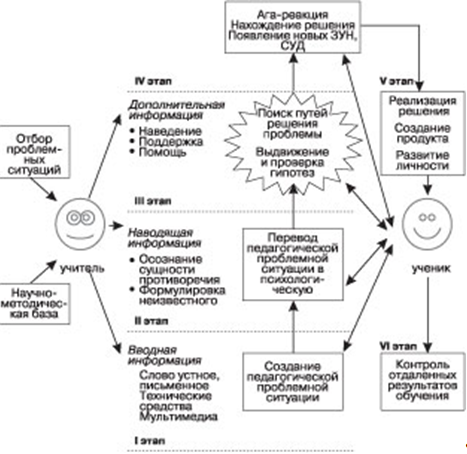 Ага-реакция
Нахождение решения
Появление новых ЗУН,
СУД
IV этап
V этап
Дополнительная
информация
• Наведение
• Поддержка
• Помощь
Поиск путей
решения
проблемы
Выдвижение
и проверка
гипотез
Реализация
решения
Создание
продукта
Развитие
личности
Отбор
проблем-
ных
ситуаций
III этап
учитель
Наводящая
информация
• Осознание
сущности
противоречия
• Формулировка
неизвестного
Перевод
педагогической
проблемной
ситуации в
психологи-
ческую
ученик
Научно-
методичес-
кая база
II этап
VI этап
Вводная
информация
Слово устное,
письменное
Технические
средства
Мультимедиа
Создание
педагогической
проблемной
ситуации
Контроль
отдаленных
результатов
обучения
I этап